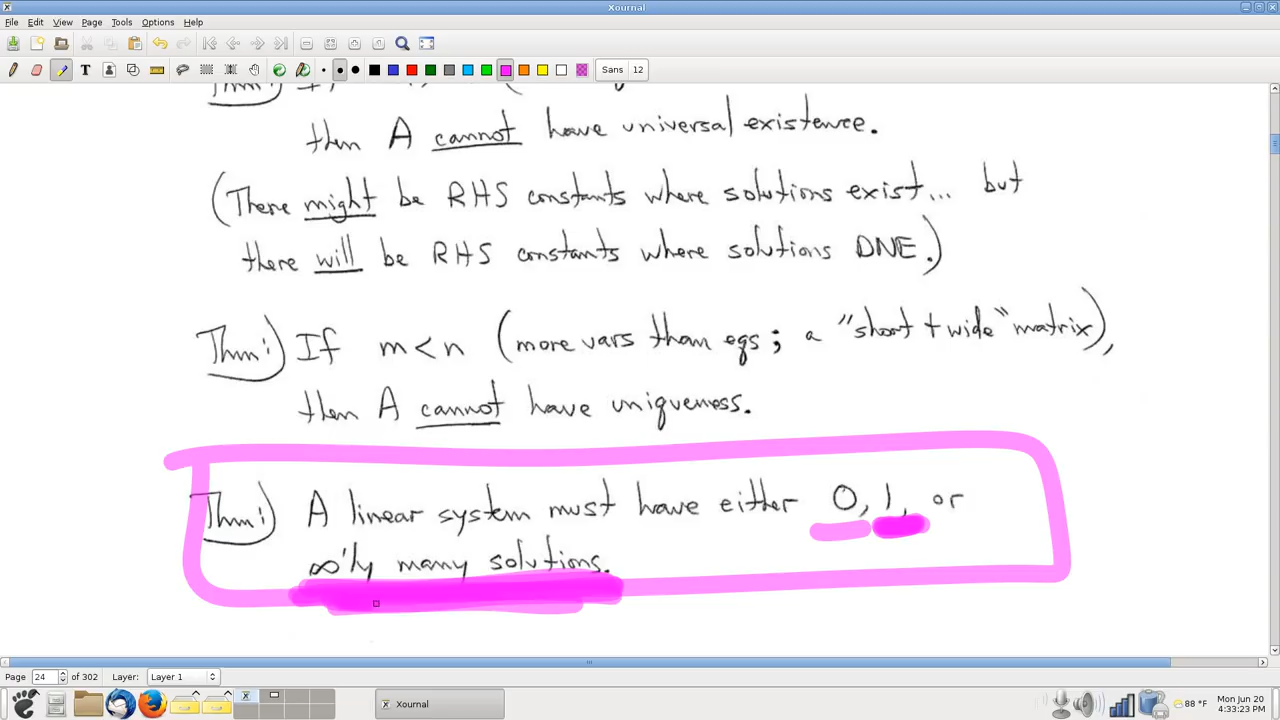 Xournal
File Edit View Page Tools Options Help
Sans 12
Thm: If
then A cannot have universal existence.
(There might be RHS constants where solutions exist... but
there will be RHS constants where solutions DNE.)
Thm: If m < n (more vars than eqs; a "short + wide" matrix),
then A cannot have uniqueness.
Thm: A linear system must have either 0, 1, or
∞'ly many solutions.
Page 24 of 302 Layer: Layer 1
Xournal
88 °F
Mon Jun 20
4:33:23 PM